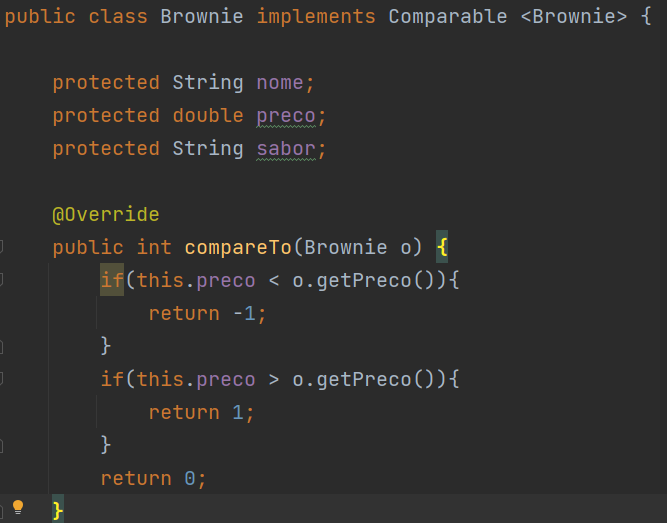 public class Brownie implements Comparable <Brownie> {
protected String nome;
protected double preco;
protected String sabor;
@Override
public int compareTo(Brownie o) {
if(this.preco < o.getPreco()){
return -1;
}
if(this.preco > o.getPreco()){
return 1;
}
return 0;
}